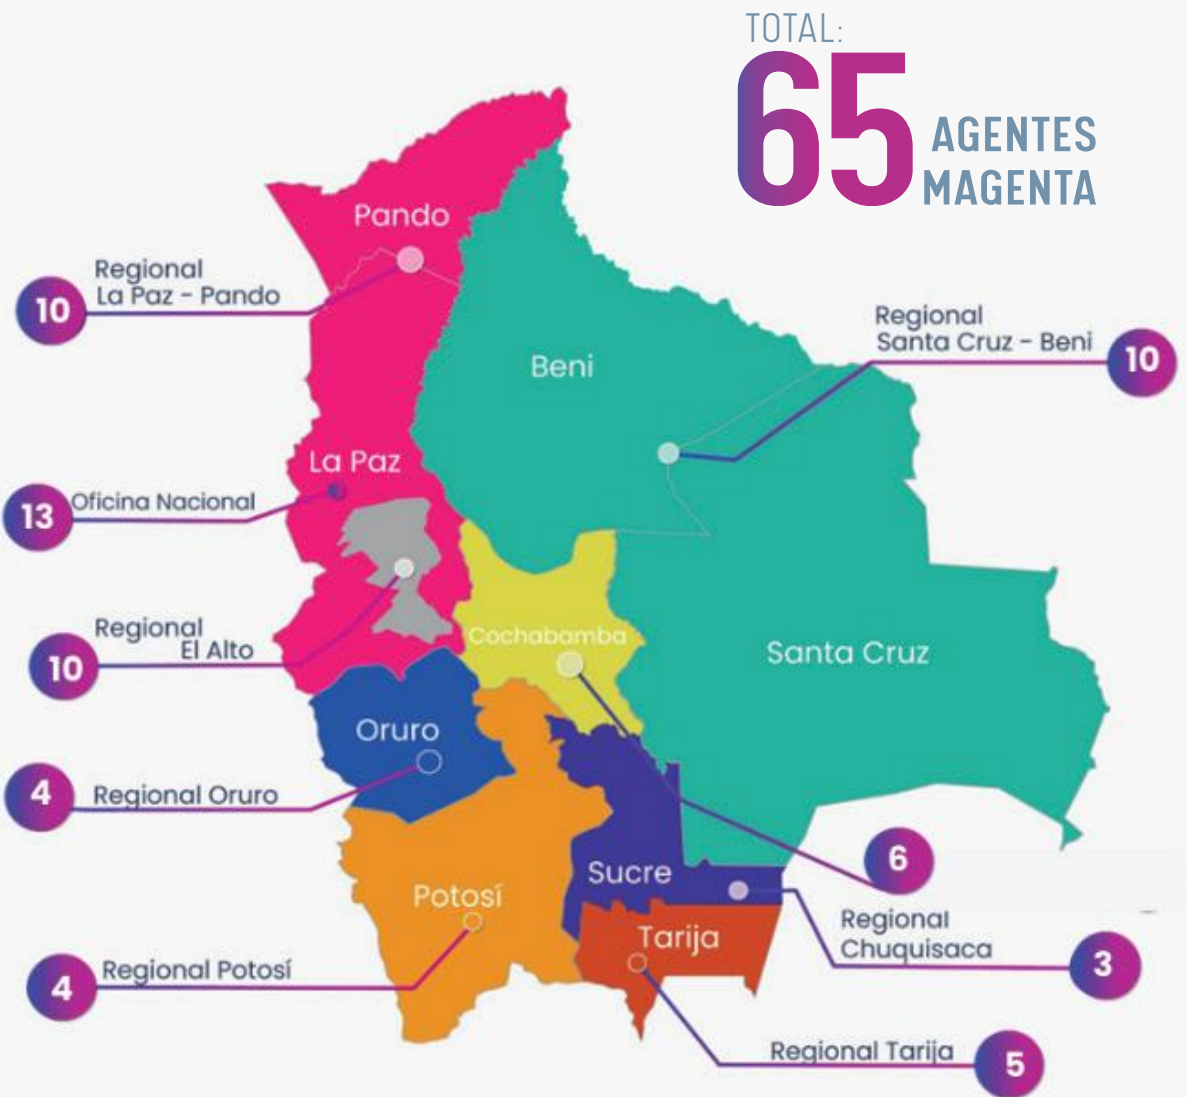 TOTAL:
65 AGENTES
MAGENTA
Pando
Regional
La Paz - Pando
10
Regional
Santa Cruz - Beni
10
Beni
La Paz
Oficina Nacional
13
Regional
El Alto
10
Cochabamba
Santa Cruz
Oruro
Regional Oruro
4
6
Sucre
Potosí
Tarija
Regional
Chuquisaca
3
Regional Potosí
4
Regional Tarija
5